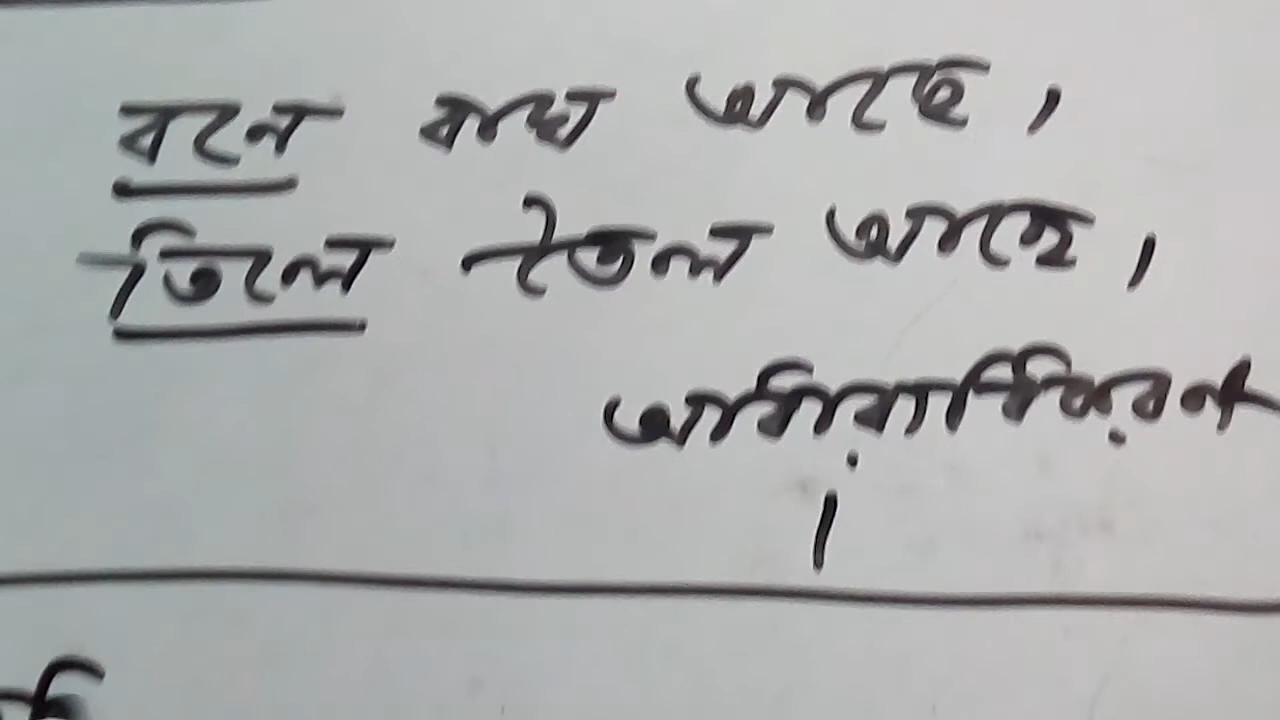 বনে বাঘ আছে,
তিলে তৈল আছে,